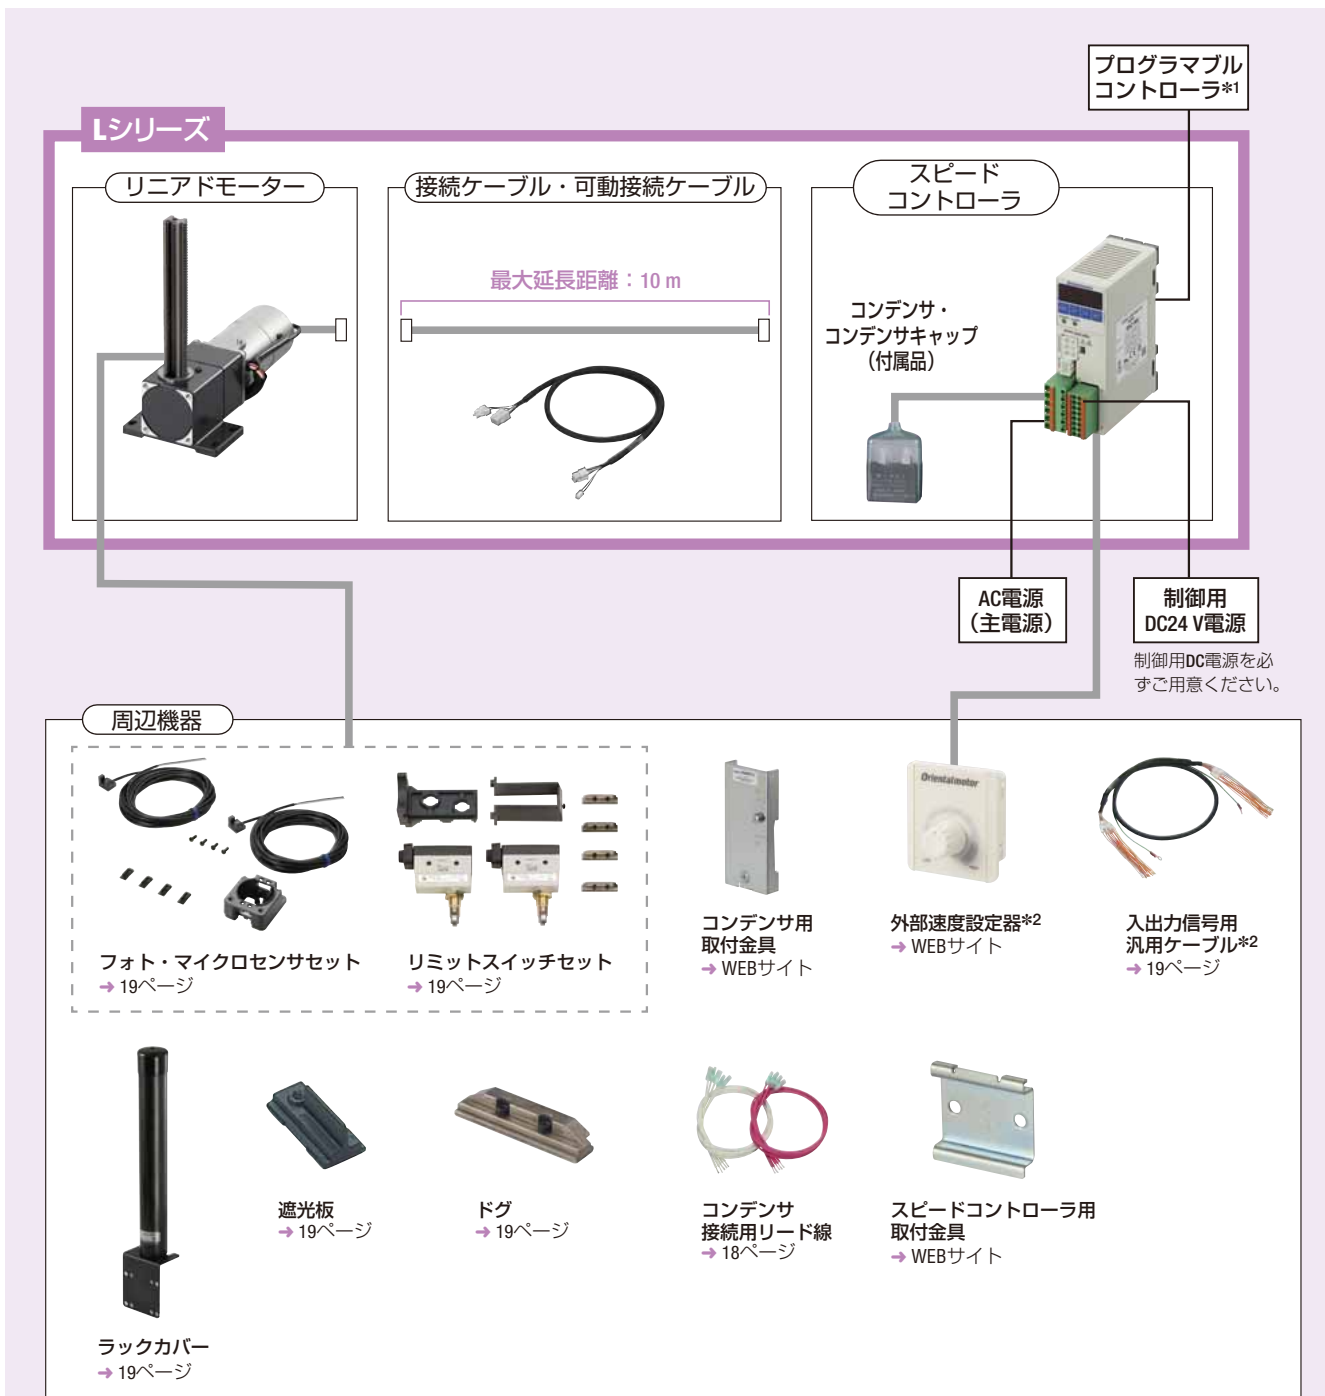 プログラマブル
コントローラ*1
Lシリーズ
リニアドモーター
接続ケーブル・可動接続ケーブル
スピード
コントローラ
最大延長距離：10 m
コンデンサ・
コンデンサキャップ
（付属品）
AC電源
（主電源）
制御用
DC24 V電源
制御用DC電源を必
ずご用意ください。
周辺機器
Orientalmotor
フォト・マイクロセンサセット
➜ 19ページ
リミットスイッチセット
➜ 19ページ
コンデンサ用
取付金具
➜ WEBサイト
外部速度設定器*2
➜ WEBサイト
入出力信号用
汎用ケーブル*2
➜ 19ページ
ラックカバー
➜ 19ページ
遮光板
➜ 19ページ
ドグ
➜ 19ページ
コンデンサ
接続用リード線
➜ 18ページ
スピードコントローラ用
取付金具
➜ WEBサイト